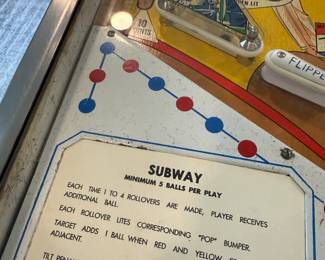 10
CENTS
FLIPPE
SUBWAY
MINIMUM 5 BALLS PER PLAY
EACH TIME 1 TO 4 ROLLOVERS ARE MADE, PLAYER RECEIVES
ADDITIONAL BALL.
EACH ROLLOVER LITES CORRESPONDING "POP" BUMPER.
TARGET ADDS 1 BALL WHEN RED AND YELLOW
ADJACENT.
TILT